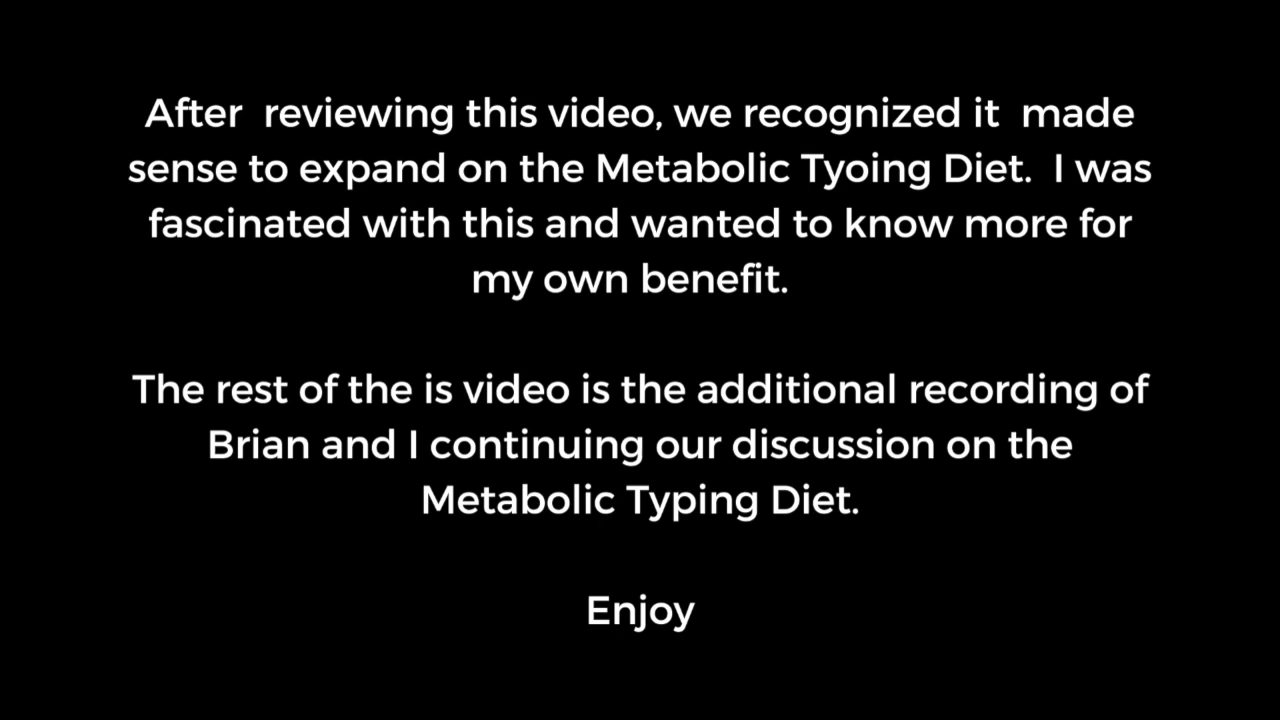 After  reviewing this video, we recognized it  made
sense to expand on the Metabolic Tyoing Diet.  I was
fascinated with this and wanted to know more for
my own benefit.
The rest of the is video is the additional recording of
Brian and I continuing our discussion on the
Metabolic Typing Diet.
Enjoy